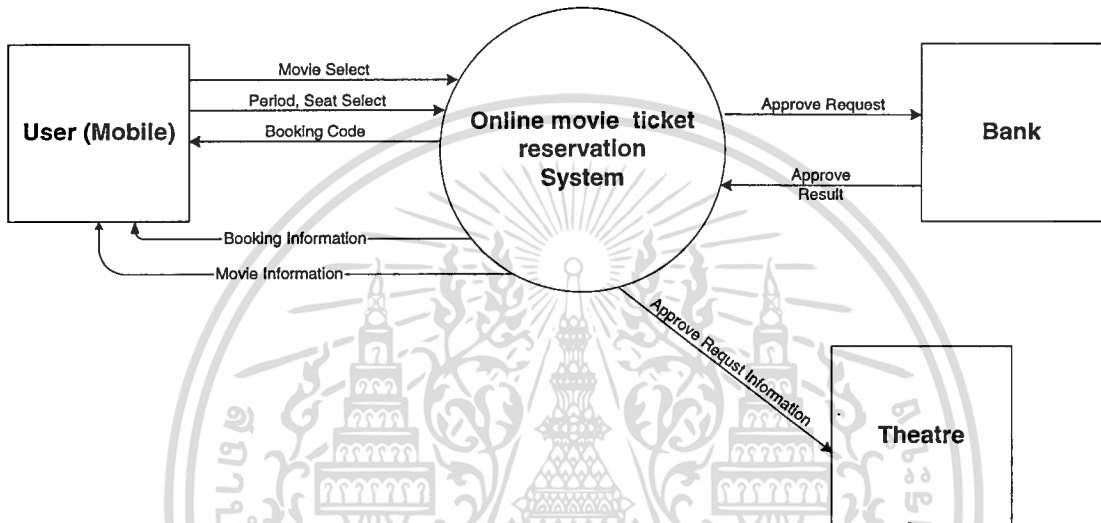 Movie Select
Period, Seat Select
User (Mobile)
Booking Code
Booking Information
Movie Information
Online movie ticket
reservation
System
Approve Request
Bank
Approve
Result
Approve Requst Information
Theatre